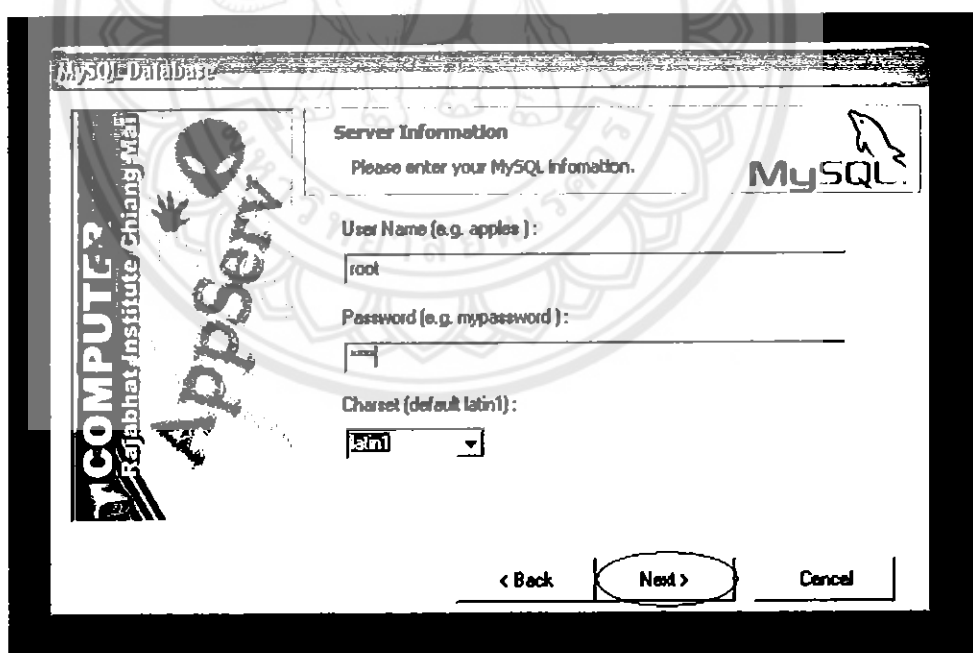 MySQL Database
COMPUTER
Rajabhat Institute Chiang Mai
AppServ
Server Information
Please enter your MySQL Infomation.
MySQL
User Name (e.g. apples ) :
root
Password (e.g. mypassword ) :
Charset (default latin1) :
latin1
< Back
Next >
Cancel